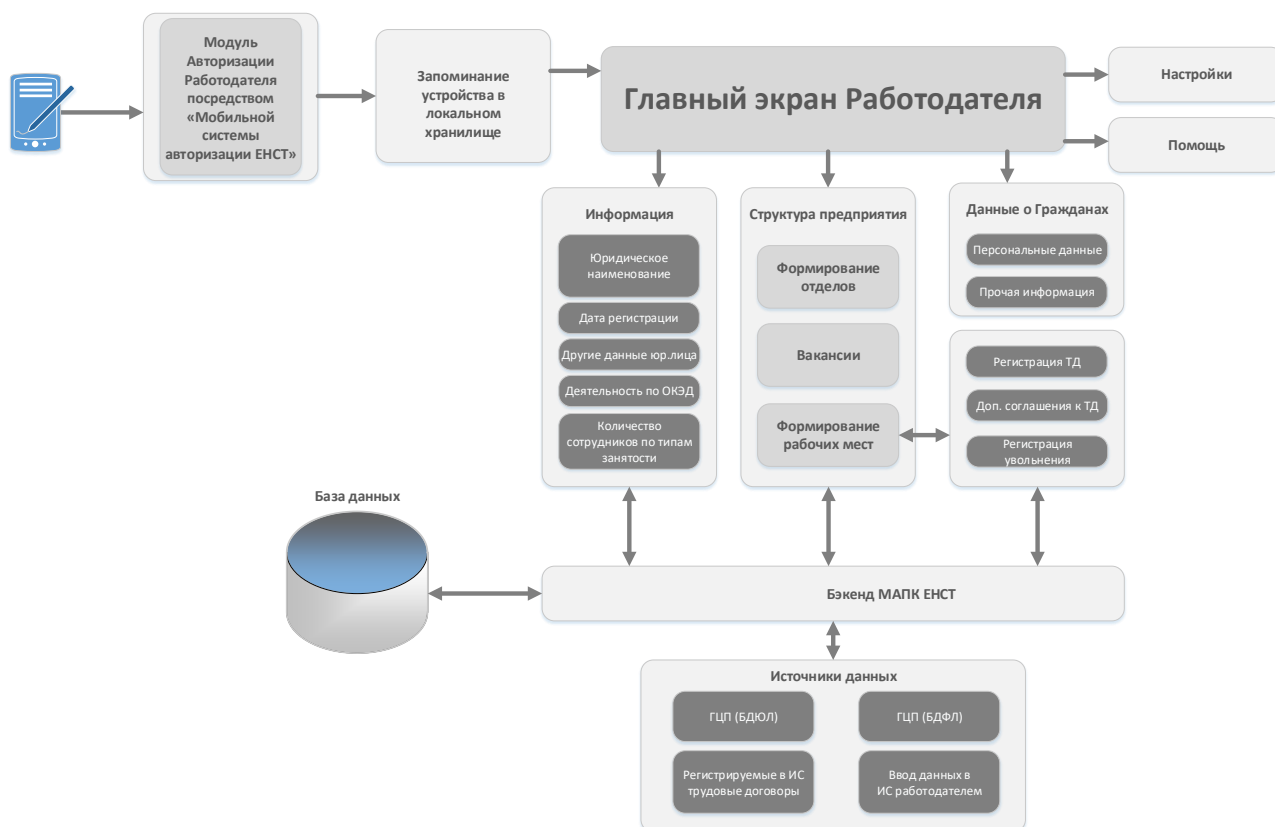 Модуль
Авторизации
Работодателя
посредством
«Мобильной
системы
авторизации ЕНСТ»
Запоминание
устройства в
локальном
хранилище
Главный экран Работодателя
Настройки
Помощь
Информация
Юридическое
наименование
Дата регистрации
Другие данные юр.лица
Деятельность по ОКЭД
Количество
сотрудников по типам
занятости
Структура предприятия
Формирование
отделов
Вакансии
Формирование
рабочих мест
Данные о Гражданах
Персональные данные
Прочая информация
Регистрация ТД
Доп. соглашения к ТД
Регистрация
увольнения
База данных
Бэкенд МАПК ЕНСТ
Источники данных
ГЦП (БДЮЛ)
ГЦП (БДФЛ)
Регистрируемые в ИС
трудовые договоры
Ввод данных в
ИС работодателем